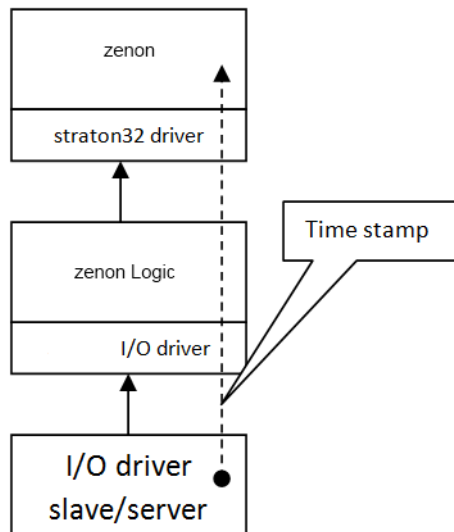 zenon
straton32 driver
Time stamp
zenon Logic
I/O driver
I/O driver
slave/server